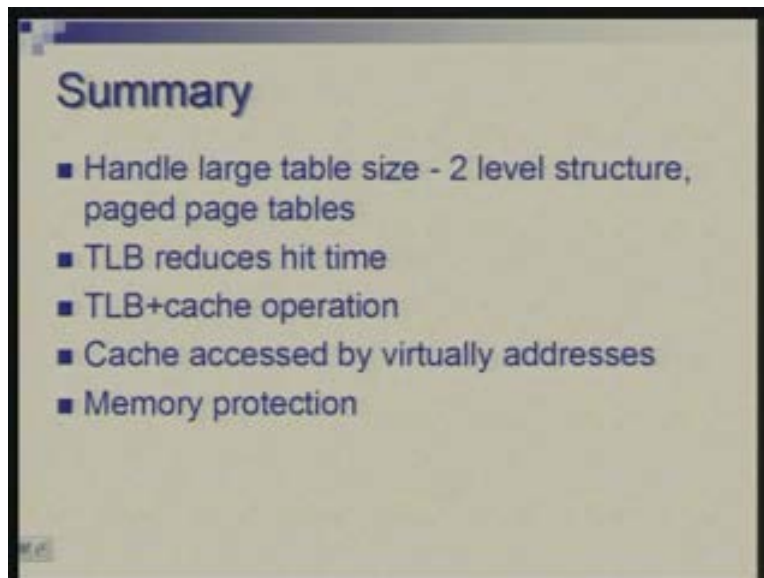 Summary
Handle large table size - 2 level structure,
paged page tables
TLB reduces hit time
TLB+cache operation
Cache accessed by virtually addresses
Memory protection